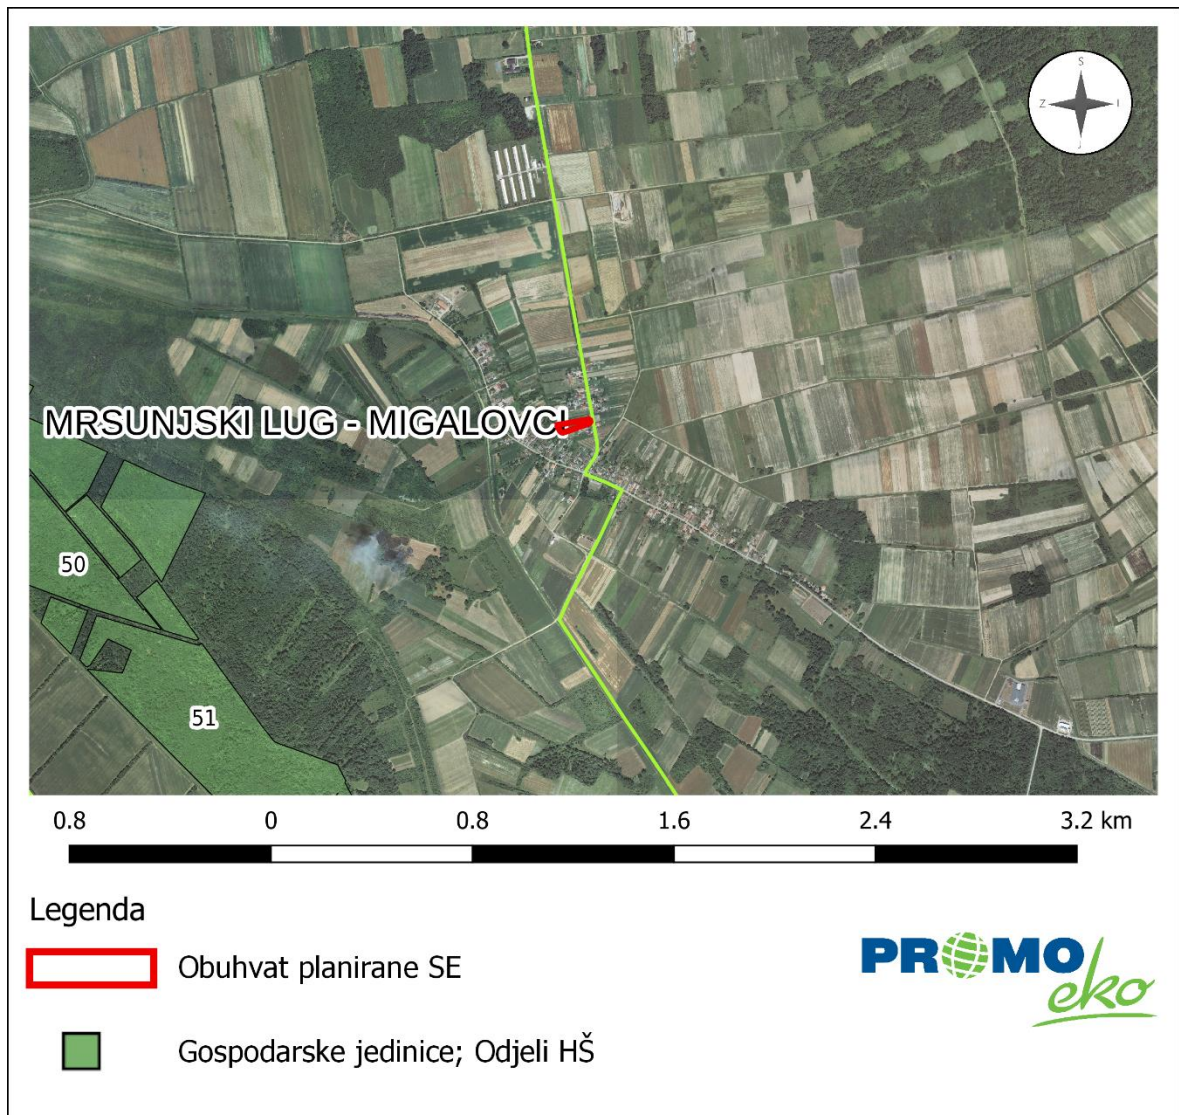 S
Z I
J
MRSUNJSKI LUG - MIGALOVCI
50
51
0.8 0 0.8 1.6 2.4 3.2 km
Legenda
Obuhvat planirane SE
Gospodarske jedinice; Odjeli HŠ
PROMO
eko